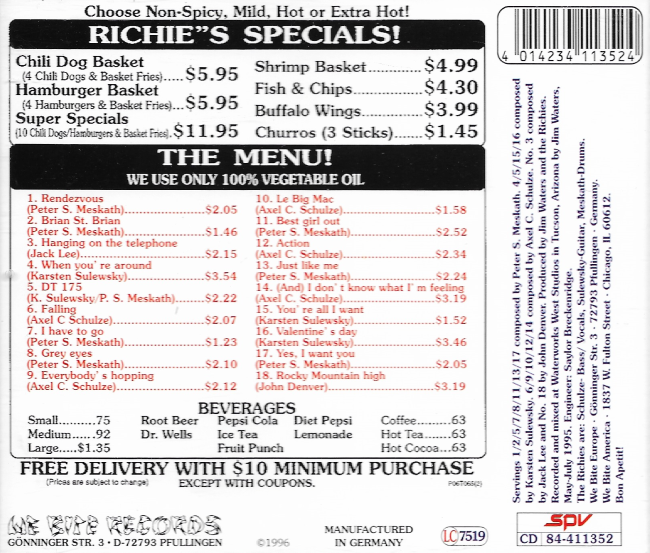 Choose Non-Spicy, Mild, Hot or Extra Hot!
RICHIE"S SPECIALS!
Chili Dog Basket
(4 Chili Dogs & Basket Fries).....$5.95
Hamburger Basket
(4 Hamburgers & Basket Fries)....$5.95
Super Specials
(10 Chili Dogs/Hamburgers & Basket Fries).$11.95
Shrimp Basket............$4.99
Fish & Chips..............$4.30
Buffalo Wings............$3.99
Churros (3 Sticks)......$1.45
THE MENU!
WE USE ONLY 100% VEGETABLE OIL
1. Rendezvous
(Peter S. Meskath)....................$2.05
2. Brian St. Brian
(Peter S. Meskath)....................$1.46
3. Hanging on the telephone
(Jack Lee)................................$2.15
4. When you're around
(Karsten Sulewsky)...................$3.54
5. DT 175
(K. Sulewsky/P. S. Meskath).......$2.22
6. Falling
(Axel C Schulze).......................$2.07
7. I have to go
(Peter S. Meskath)....................$1.23
8. Grey eyes
(Peter S. Meskath)....................$2.10
9. Everybody's hopping
(Axel C. Schulze)......................$2.12
10. Le Big Mac
(Axel C. Schulze)......................$1.58
11. Best girl out
(Peter S. Meskath)....................$2.52
12. Action
(Axel C. Schulze)......................$2.34
13. Just like me
(Peter S. Meskath)....................$2.24
14. (And) I don't know what I'm feeling
(Axel C. Schulze)......................$3.19
15. You're all I want
(Karsten Sulewsky)...................$1.52
16. Valentine's day
(Karsten Sulewsky)...................$3.46
17. Yes, I want you
(Peter S. Meskath)....................$2.05
18. Rocky Mountain high
(John Denver)..........................$3.19
BEVERAGES
Small..........75 Root Beer Pepsi Cola Diet Pepsi Coffee.........63
Medium......92 Dr. Wells Ice Tea Lemonade Hot Tea........63
Large.....$1.35 Fruit Punch Hot Cocoa...63
FREE DELIVERY WITH $10 MINIMUM PURCHASE
(Prices are subject to change) EXCEPT WITH COUPONS. P06T065(2)
WE BITE RECORDS
GÖNNINGER STR. 3 • D-72793 PFULLINGEN
©1996
MANUFACTURED
IN GERMANY
LC 7519
4 014234 113524
Servings 1/2/5/7/8/11/13/17 composed by Peter S. Meskath. 4/5/15/16 composed
by Karsten Sulewsky. 6/9/10/12/14 composed by Axel C. Schulze. No. 3 composed
by Jack Lee and No. 18 by John Denver. Produced by Jim Waters and the Richies.
Recorded and mixed at Waterworks West Studios in Tucson, Arizona by Jim Waters,
May-July 1995. Engineer: Saylor Breckenridge.
The Richies are: Schulze- Bass/ Vocals, Sulewsky-Guitar, Meskath-Drums.
We Bite Europe · Gönninger Str. 3 · 72793 Pfullingen · Germany.
We Bite America · 1837 W. Fulton Street · Chicago, IL 60612.
Bon Apetit!
SPV
CD 84-411352